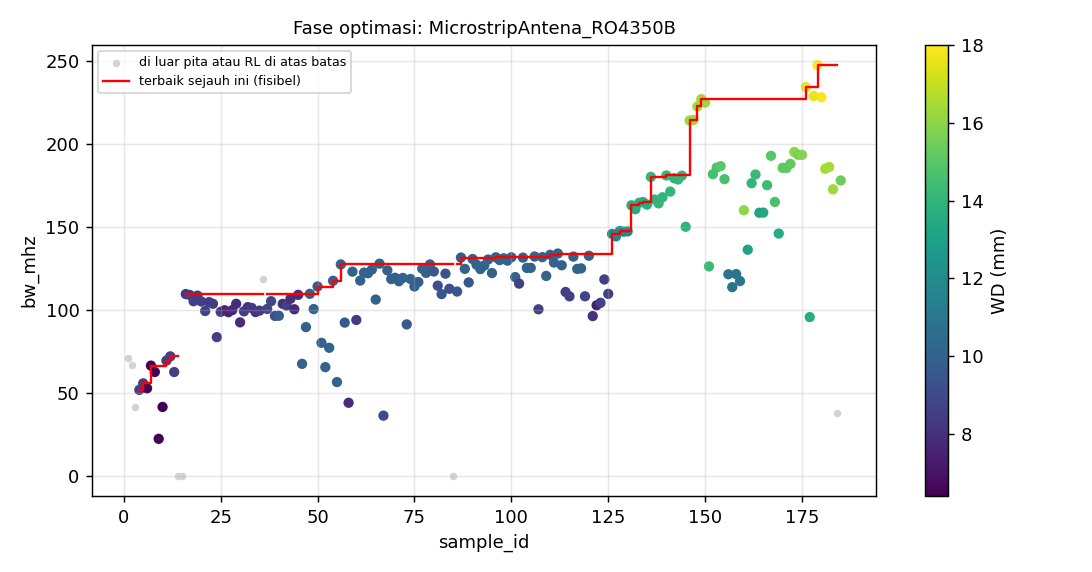 Fase optimasi: MicrostripAntena_RO4350B
di luar pita atau RL di atas batas
terbaik sejauh ini (fisibel)
bw_mhz
250
200
150
100
50
0
0 25 50 75 100 125 150 175
sample_id
18
16
14
12
10
8
WD (mm)